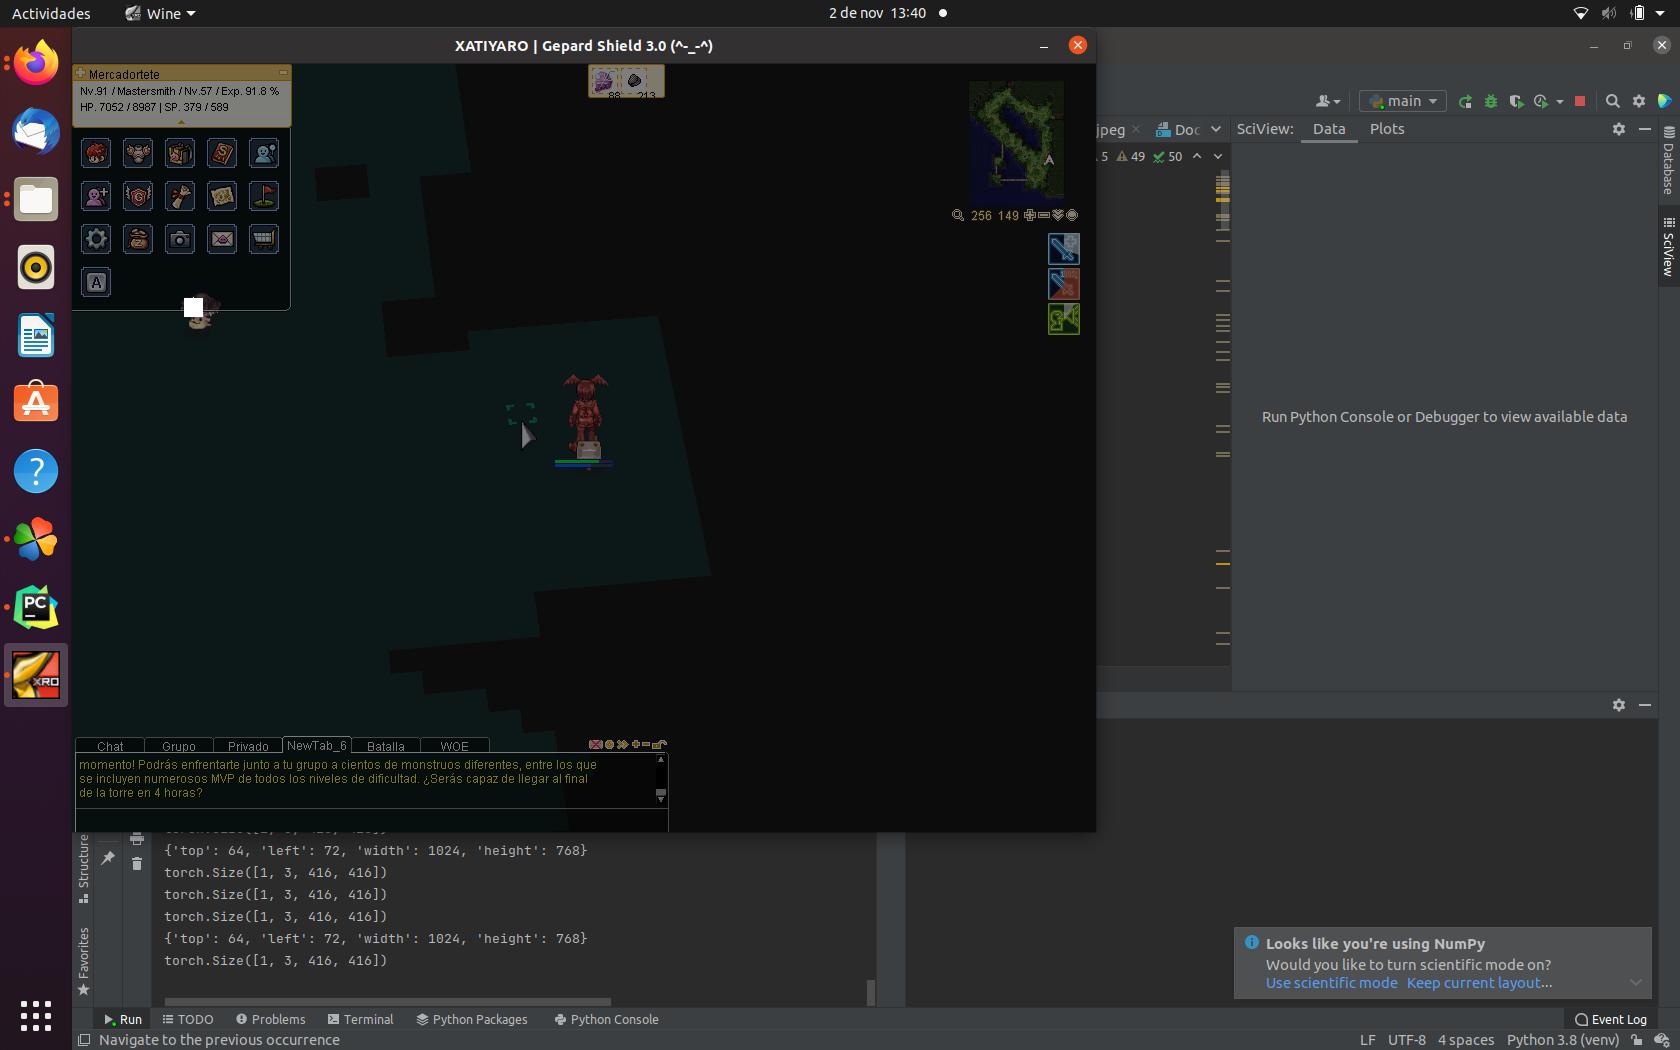 Actividades
Wine
2 de nov 13:40
XATIYARO | Gepard Shield 3.0 (^-_-^)
Mercadortete
Nv.91 / Mastersmith / Nv.57 / Exp. 91.8 %
HP. 7052 / 8987 | SP. 379 / 589
88
213
256 149
A
main
jpeg
Doc
SciView:
Data
Plots
5
49
50
Database
SciView
Run Python Console or Debugger to view available data
XRO
PC
Chat
Grupo
Privado
NewTab_6
Batalla
WOE
momento! Podrás enfrentarte junto a tu grupo a cientos de monstruos diferentes, entre los que
se incluyen numerosos MVP de todos los niveles de dificultad. ¿Serás capaz de llegar al final
de la torre en 4 horas?
{'top': 64, 'left': 72, 'width': 1024, 'height': 768}
torch.Size([1, 3, 416, 416])
torch.Size([1, 3, 416, 416])
torch.Size([1, 3, 416, 416])
{'top': 64, 'left': 72, 'width': 1024, 'height': 768}
torch.Size([1, 3, 416, 416])
Structure
Favorites
Looks like you're using NumPy
Would you like to turn scientific mode on?
Use scientific mode Keep current layout...
Run
TODO
Problems
Terminal
Python Packages
Python Console
Event Log
Navigate to the previous occurrence
LF UTF-8 4 spaces Python 3.8 (venv)